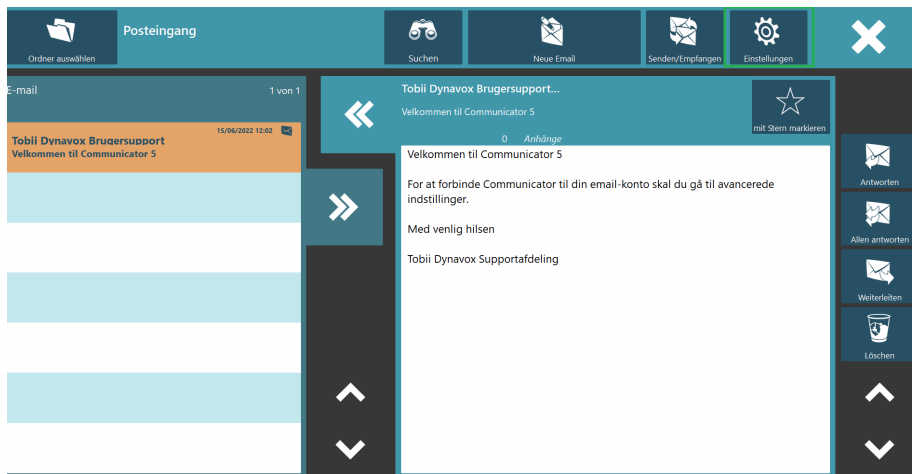 Ordner auswählen
Posteingang
Suchen
Neue Email
Senden/Empfangen
Einstellungen
E-mail
1 von 1
15/06/2022 12:02
Tobii Dynavox Brugersupport
Velkommen til Communicator 5
Tobii Dynavox Brugersupport...
Velkommen til Communicator 5
0 Anhänge
mit Stern markieren
Velkommen til Communicator 5
For at forbinde Communicator til din email-konto skal du gå til avancerede
indstillinger.
Med venlig hilsen
Tobii Dynavox Supportafdeling
Antworten
Allen antworten
Weiterleiten
Löschen